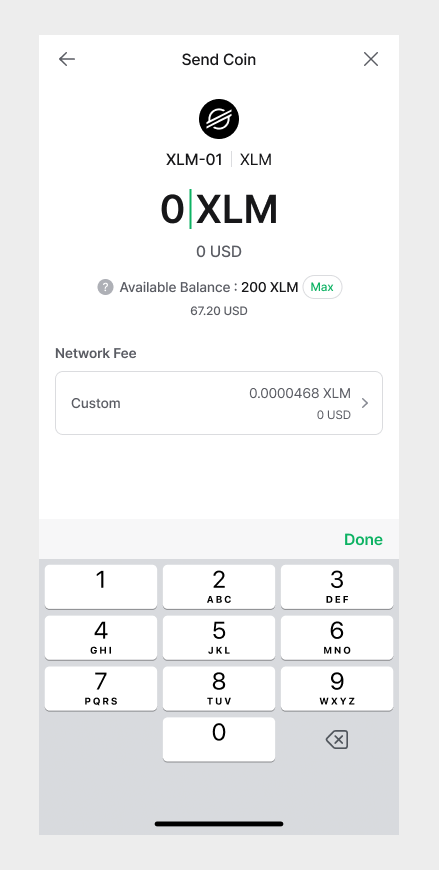 Send Coin
XLM-01 XLM
0 XLM
0 USD
? Available Balance : 200 XLM Max
67.20 USD
Network Fee
Custom 0.0000468 XLM
0 USD
Done
1 2 3
ABC DEF
4 5 6
GHI JKL MNO
7 8 9
PQRS TUV WXYZ
0